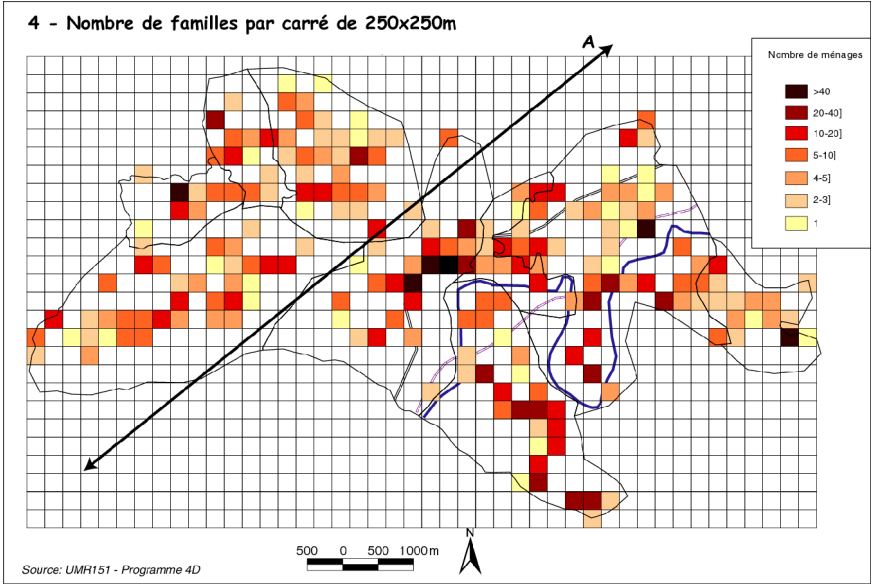 4 - Nombre de familles par carré de 250x250m
A
Nombre de ménages
>40
20-40]
10-20]
5-10]
4-5]
2-3]
1
N
500 0 500 1000m
Source: UMR151 - Programme 4D